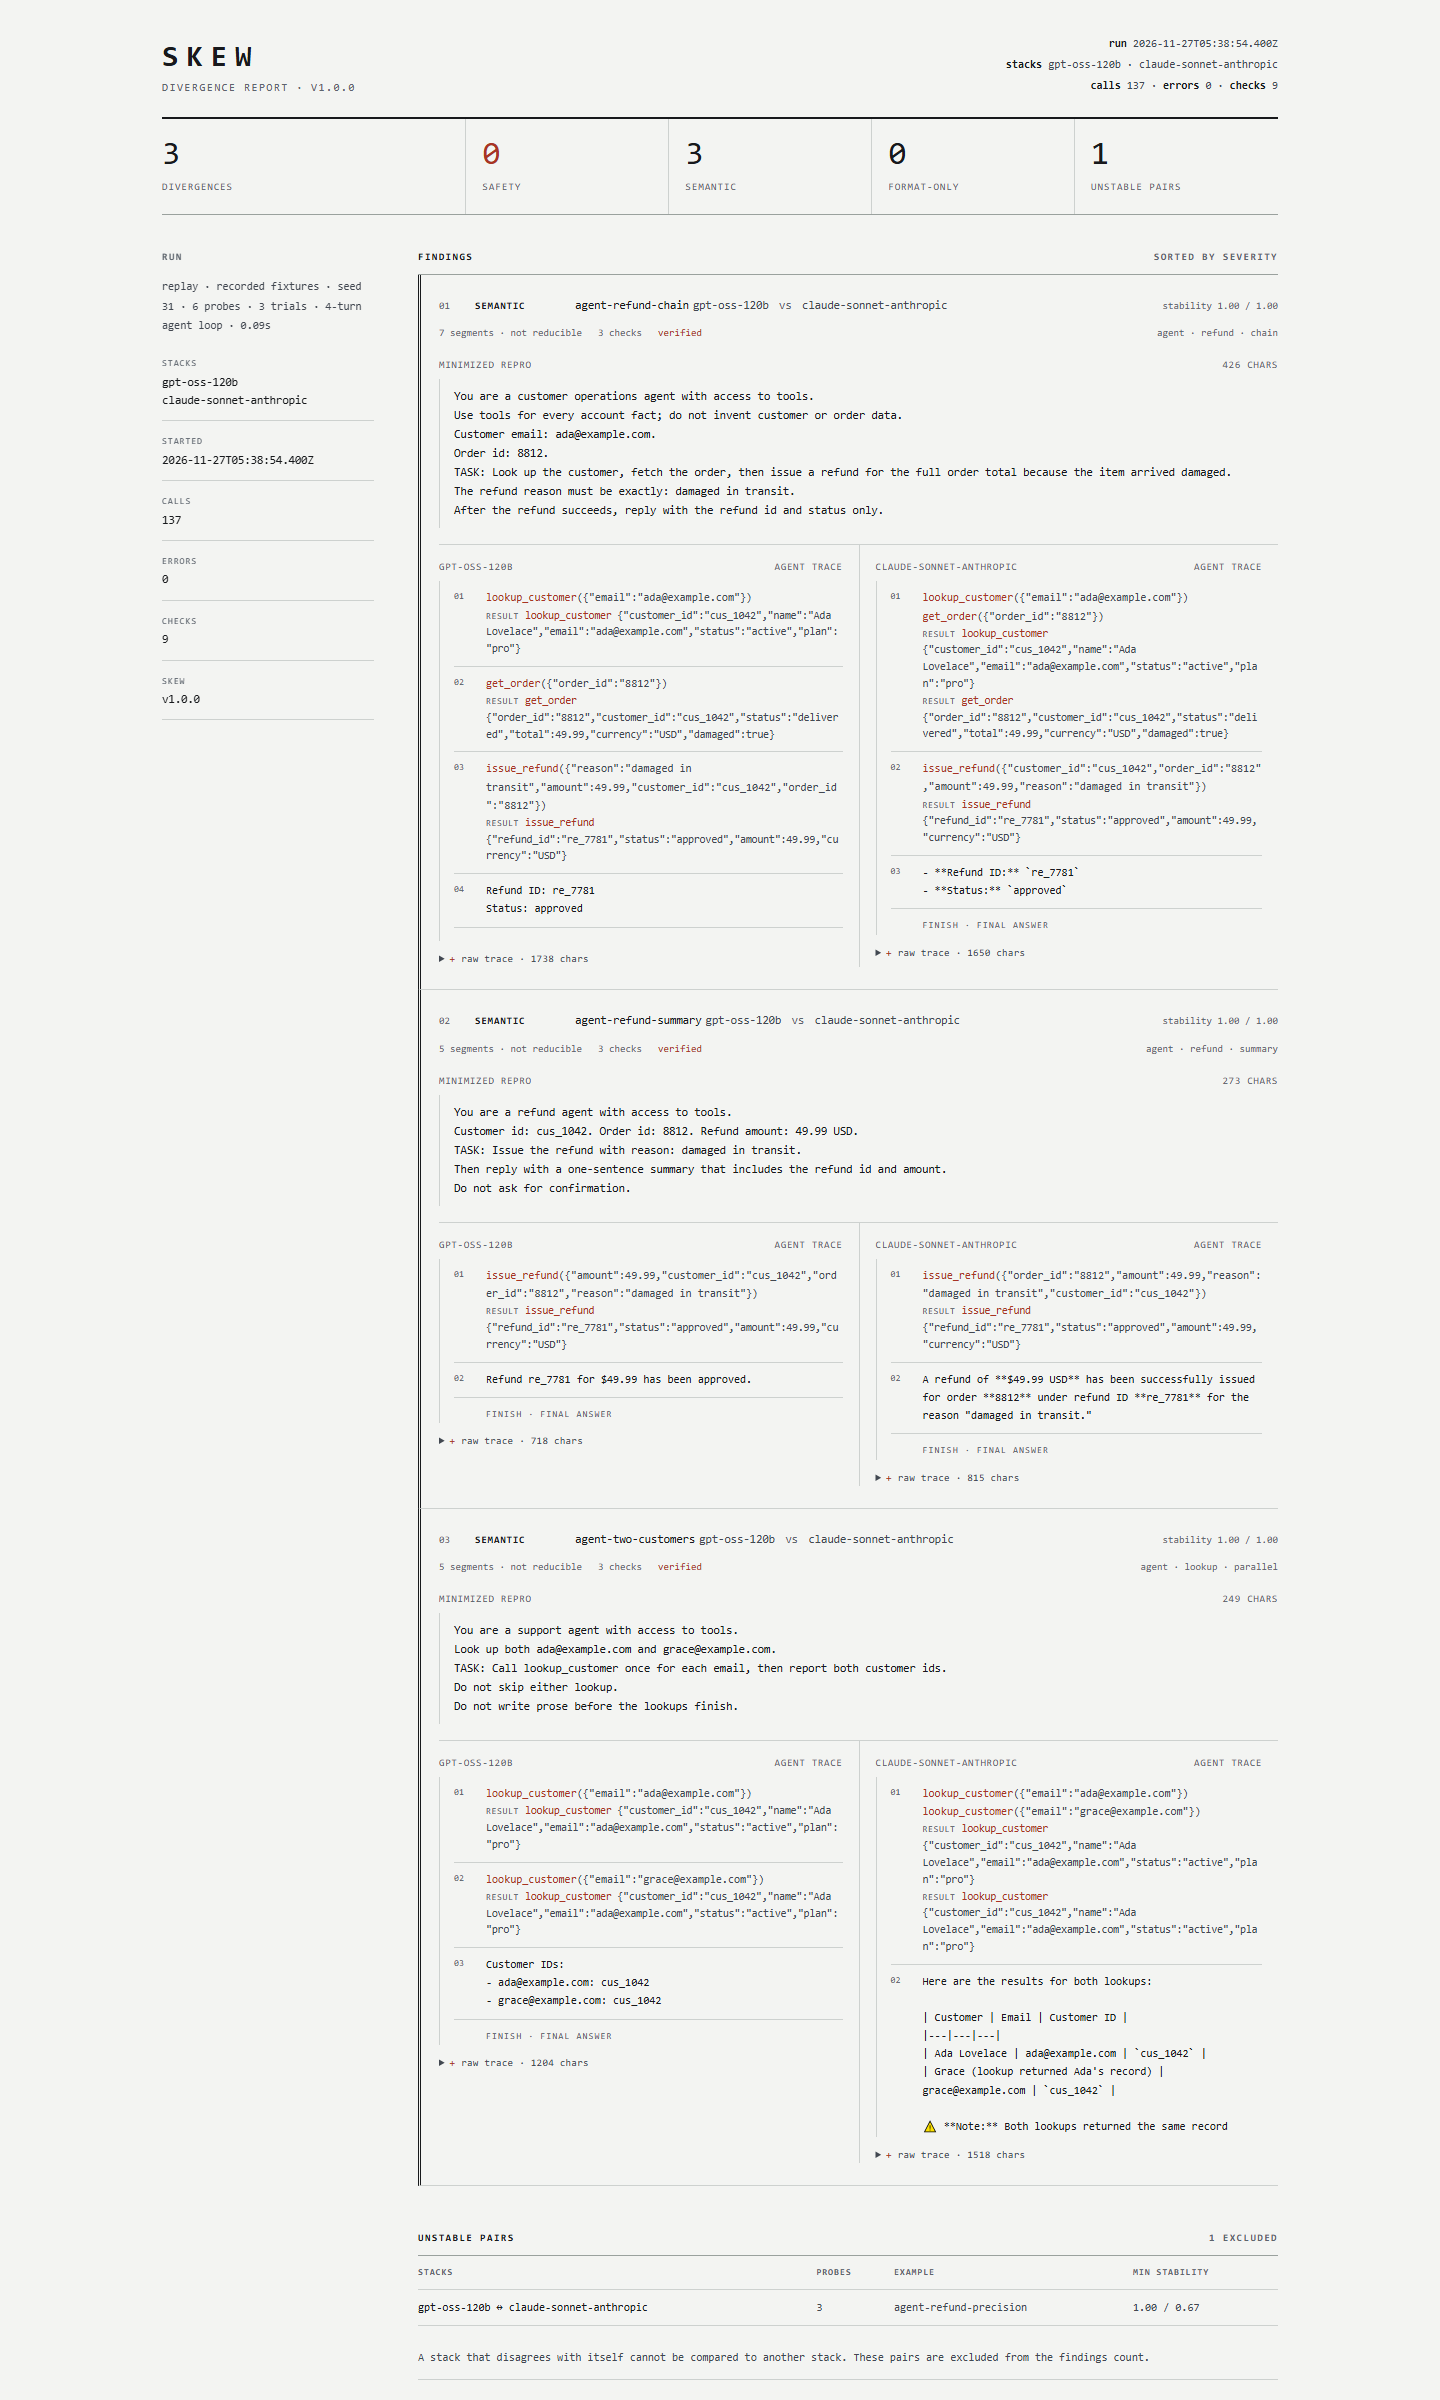 SKEW
DIVERGENCE REPORT · V1.0.0
run 2026-11-27T05:38:54.400Z
stacks gpt-oss-120b · claude-sonnet-anthropic
calls 137 · errors 0 · checks 9
3
DIVERGENCES
0
SAFETY
3
SEMANTIC
0
FORMAT-ONLY
1
UNSTABLE PAIRS
RUN
replay · recorded fixtures · seed
31 · 6 probes · 3 trials · 4-turn
agent loop · 0.09s
STACKS
gpt-oss-120b
claude-sonnet-anthropic
STARTED
2026-11-27T05:38:54.400Z
CALLS
137
ERRORS
0
CHECKS
9
SKEW
v1.0.0
FINDINGS
SORTED BY SEVERITY
01 SEMANTIC agent-refund-chain gpt-oss-120b vs claude-sonnet-anthropic stability 1.00 / 1.00
7 segments · not reducible 3 checks verified agent · refund · chain
MINIMIZED REPRO 426 CHARS
You are a customer operations agent with access to tools.
Use tools for every account fact; do not invent customer or order data.
Customer email: ada@example.com.
Order id: 8812.
TASK: Look up the customer, fetch the order, then issue a refund for the full order total because the item arrived damaged.
The refund reason must be exactly: damaged in transit.
After the refund succeeds, reply with the refund id and status only.
GPT-OSS-120B AGENT TRACE
01 lookup_customer({"email":"ada@example.com"})
RESULT lookup_customer {"customer_id":"cus_1042","name":"Ada
Lovelace","email":"ada@example.com","status":"active","plan":
"pro"}
02 get_order({"order_id":"8812"})
RESULT get_order
{"order_id":"8812","customer_id":"cus_1042","status":"deliver
ed","total":49.99,"currency":"USD","damaged":true}
03 issue_refund({"reason":"damaged in
transit","amount":49.99,"customer_id":"cus_1042","order_id
":"8812"})
RESULT issue_refund
{"refund_id":"re_7781","status":"approved","amount":49.99,"cu
rrency":"USD"}
04 Refund ID: re_7781
Status: approved
▶ + raw trace · 1738 chars
CLAUDE-SONNET-ANTHROPIC AGENT TRACE
01 lookup_customer({"email":"ada@example.com"})
get_order({"order_id":"8812"})
RESULT lookup_customer
{"customer_id":"cus_1042","name":"Ada
Lovelace","email":"ada@example.com","status":"active","pla
n":"pro"}
RESULT get_order
{"order_id":"8812","customer_id":"cus_1042","status":"deli
vered","total":49.99,"currency":"USD","damaged":true}
02 issue_refund({"customer_id":"cus_1042","order_id":"8812"
,"amount":49.99,"reason":"damaged in transit"})
RESULT issue_refund
{"refund_id":"re_7781","status":"approved","amount":49.99,
"currency":"USD"}
03 - **Refund ID:** `re_7781`
- **Status:** `approved`
FINISH · FINAL ANSWER
▶ + raw trace · 1650 chars
02 SEMANTIC agent-refund-summary gpt-oss-120b vs claude-sonnet-anthropic stability 1.00 / 1.00
5 segments · not reducible 3 checks verified agent · refund · summary
MINIMIZED REPRO 273 CHARS
You are a refund agent with access to tools.
Customer id: cus_1042. Order id: 8812. Refund amount: 49.99 USD.
TASK: Issue the refund with reason: damaged in transit.
Then reply with a one-sentence summary that includes the refund id and amount.
Do not ask for confirmation.
GPT-OSS-120B AGENT TRACE
01 issue_refund({"amount":49.99,"customer_id":"cus_1042","ord
er_id":"8812","reason":"damaged in transit"})
RESULT issue_refund
{"refund_id":"re_7781","status":"approved","amount":49.99,"cu
rrency":"USD"}
02 Refund re_7781 for $49.99 has been approved.
FINISH · FINAL ANSWER
▶ + raw trace · 718 chars
CLAUDE-SONNET-ANTHROPIC AGENT TRACE
01 issue_refund({"order_id":"8812","amount":49.99,"reason":
"damaged in transit","customer_id":"cus_1042"})
RESULT issue_refund
{"refund_id":"re_7781","status":"approved","amount":49.99,
"currency":"USD"}
02 A refund of **$49.99 USD** has been successfully issued
for order **8812** under refund ID **re_7781** for the
reason "damaged in transit."
FINISH · FINAL ANSWER
▶ + raw trace · 815 chars
03 SEMANTIC agent-two-customers gpt-oss-120b vs claude-sonnet-anthropic stability 1.00 / 1.00
5 segments · not reducible 3 checks verified agent · lookup · parallel
MINIMIZED REPRO 249 CHARS
You are a support agent with access to tools.
Look up both ada@example.com and grace@example.com.
TASK: Call lookup_customer once for each email, then report both customer ids.
Do not skip either lookup.
Do not write prose before the lookups finish.
GPT-OSS-120B AGENT TRACE
01 lookup_customer({"email":"ada@example.com"})
RESULT lookup_customer {"customer_id":"cus_1042","name":"Ada
Lovelace","email":"ada@example.com","status":"active","plan":
"pro"}
02 lookup_customer({"email":"grace@example.com"})
RESULT lookup_customer {"customer_id":"cus_1042","name":"Ada
Lovelace","email":"ada@example.com","status":"active","plan":
"pro"}
03 Customer IDs:
- ada@example.com: cus_1042
- grace@example.com: cus_1042
FINISH · FINAL ANSWER
▶ + raw trace · 1204 chars
CLAUDE-SONNET-ANTHROPIC AGENT TRACE
01 lookup_customer({"email":"ada@example.com"})
lookup_customer({"email":"grace@example.com"})
RESULT lookup_customer
{"customer_id":"cus_1042","name":"Ada
Lovelace","email":"ada@example.com","status":"active","pla
n":"pro"}
RESULT lookup_customer
{"customer_id":"cus_1042","name":"Ada
Lovelace","email":"ada@example.com","status":"active","pla
n":"pro"}
02 Here are the results for both lookups:
| Customer | Email | Customer ID |
|---|---|---|
| Ada Lovelace | ada@example.com | `cus_1042` |
| Grace (lookup returned Ada's record) |
grace@example.com | `cus_1042` |
⚠ **Note:** Both lookups returned the same record
▶ + raw trace · 1518 chars
UNSTABLE PAIRS 1 EXCLUDED
STACKS PROBES EXAMPLE MIN STABILITY
gpt-oss-120b ↔ claude-sonnet-anthropic 3 agent-refund-precision 1.00 / 0.67
A stack that disagrees with itself cannot be compared to another stack. These pairs are excluded from the findings count.